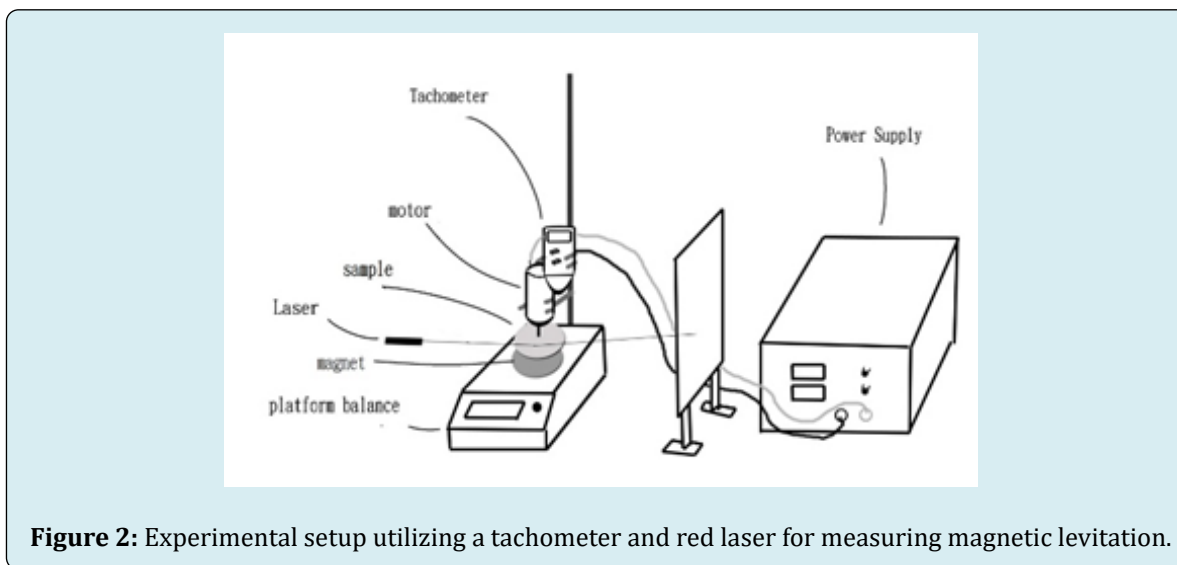 Tachometer
Power Supply
motor
sample
Laser
magnet
platform balance
Figure 2: Experimental setup utilizing a tachometer and red laser for measuring magnetic levitation.